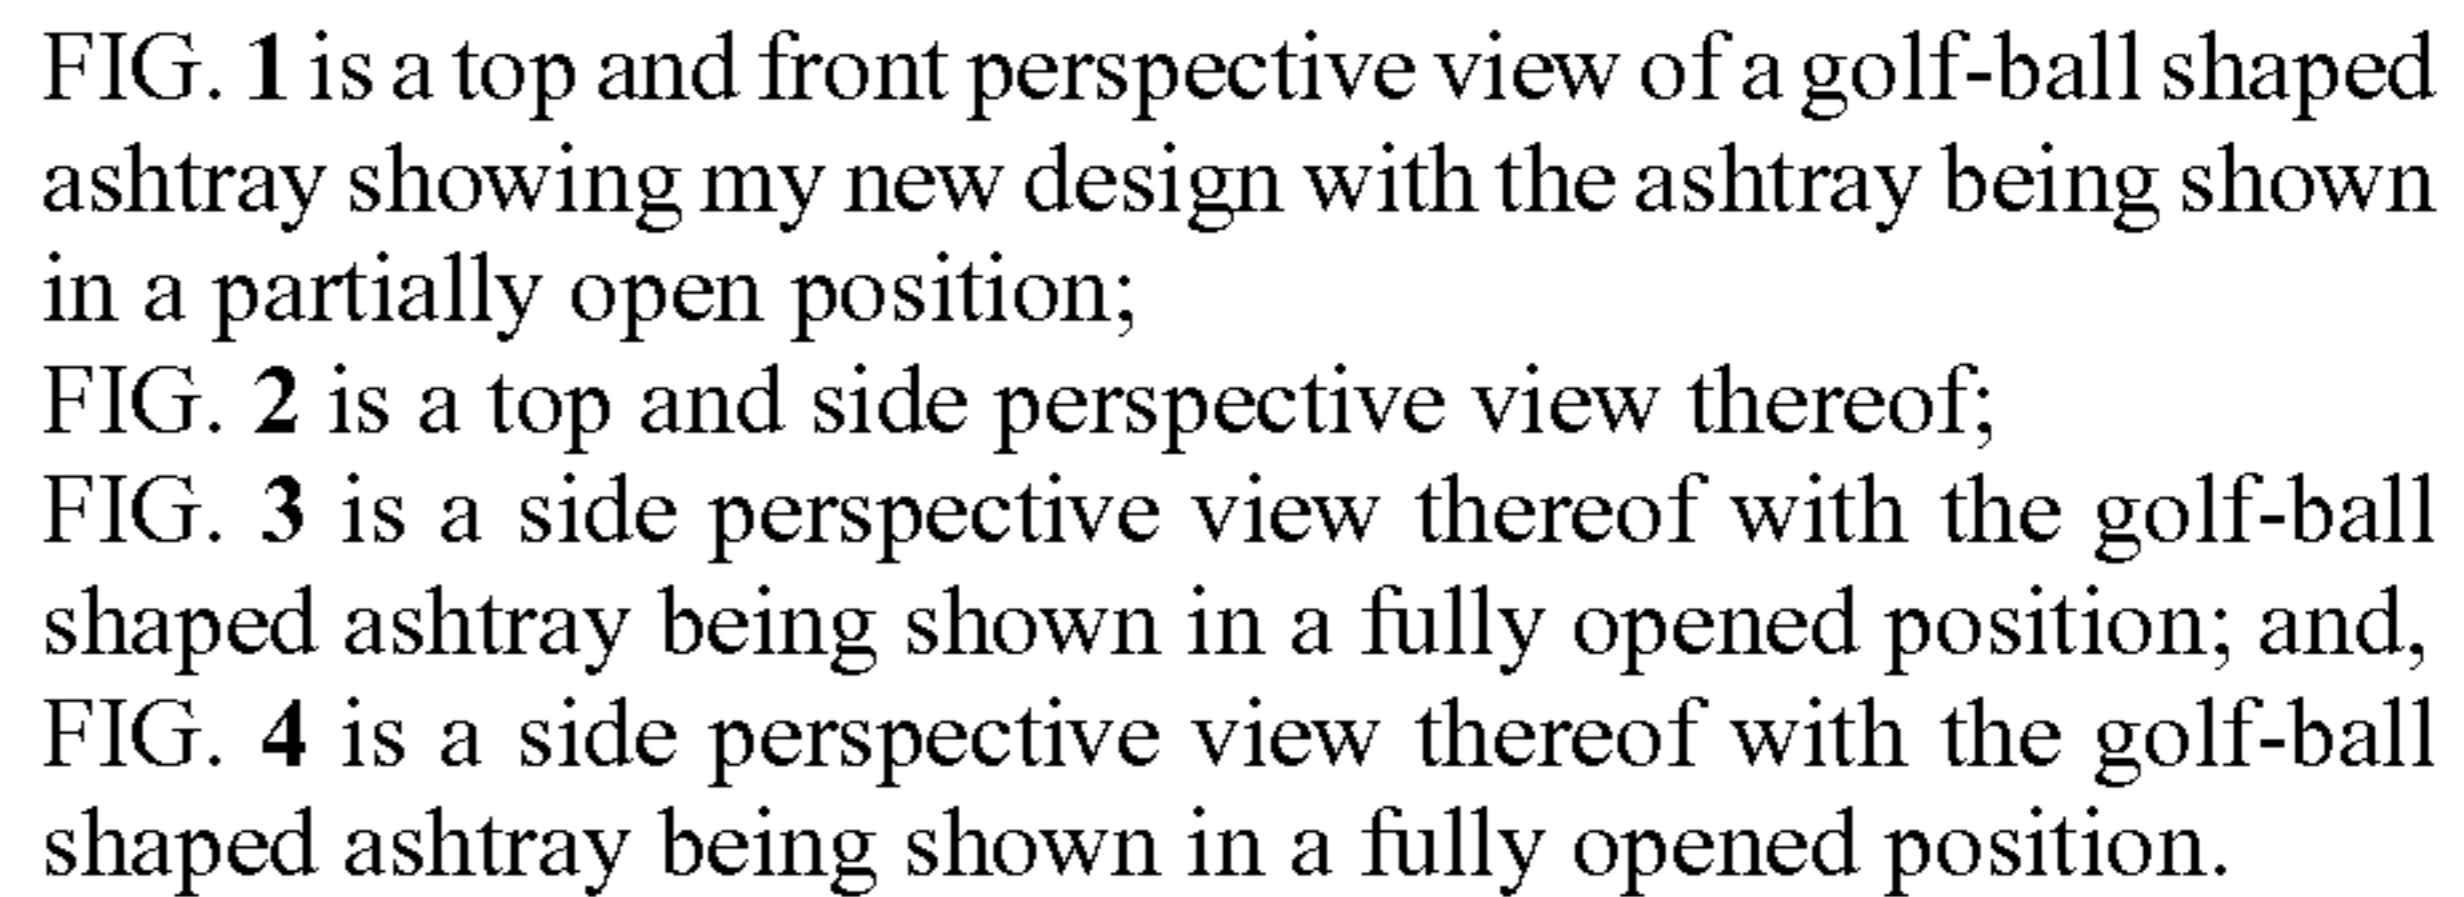 FIG. 1 is a top and front perspective view of a golf-ball shaped
ashtray showing my new design with the ashtray being shown
in a partially open position;
FIG. 2 is a top and side perspective view thereof;
FIG. 3 is a side perspective view thereof with the golf-ball
shaped ashtray being shown in a fully opened position; and,
FIG. 4 is a side perspective view thereof with the golf-ball
shaped ashtray being shown in a fully opened position.